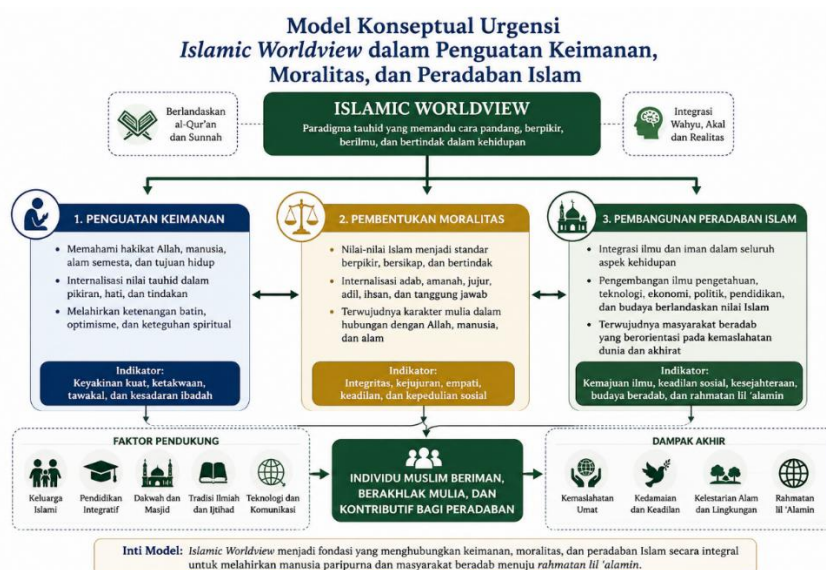 Model Konseptual Urgensi
Islamic Worldview dalam Penguatan Keimanan,
Moralitas, dan Peradaban Islam
Berlandaskan
al-Qur'an
dan Sunnah
ISLAMIC WORLDVIEW
Paradigma tauhid yang memandu cara pandang, berpikir,
berilmu, dan bertindak dalam kehidupan
Integrasi
Wahyu, Akal
dan Realitas
1. PENGUATAN KEIMANAN
• Memahami hakikat Allah, manusia,
alam semesta, dan tujuan hidup
• Internalisasi nilai tauhid dalam
pikiran, hati, dan tindakan
• Melahirkan ketenangan batin,
optimisme, dan keteguhan spiritual
Indikator:
Keyakinan kuat, ketakwaan,
tawakal, dan kesadaran ibadah
2. PEMBENTUKAN MORALITAS
• Nilai-nilai Islam menjadi standar
berpikir, bersikap, dan bertindak
• Internalisasi adab, amanah, jujur,
adil, ihsan, dan tanggung jawab
• Terwujudnya karakter mulia dalam
hubungan dengan Allah, manusia,
dan alam
Indikator:
Integritas, kejujuran, empati,
keadilan, dan kepedulian sosial
3. PEMBANGUNAN PERADABAN ISLAM
• Integrasi ilmu dan iman dalam seluruh
aspek kehidupan
• Pengembangan ilmu pengetahuan,
teknologi, ekonomi, politik, pendidikan,
dan budaya berlandaskan nilai Islam
• Terwujudnya masyarakat beradab
yang berorientasi pada kemaslahatan
dunia dan akhirat
Indikator:
Kemajuan ilmu, keadilan sosial, kesejahteraan,
budaya beradab, dan rahmatan lil 'alamin
FAKTOR PENDUKUNG
Keluarga
Islami
Pendidikan
Integratif
Dakwah dan
Masjid
Tradisi Ilmiah
dan Ijtihad
Teknologi dan
Komunikasi
INDIVIDU MUSLIM BERIMAN,
BERAKHLAK MULIA, DAN
KONTRIBUTIF BAGI PERADABAN
DAMPAK AKHIR
Kemaslahatan
Umat
Kedamaian
dan Keadilan
Kelestarian Alam
dan Lingkungan
Rahmatan
lil 'Alamin
Inti Model: Islamic Worldview menjadi fondasi yang menghubungkan keimanan, moralitas, dan peradaban Islam secara integral
untuk melahirkan manusia paripurna dan masyarakat beradab menuju rahmatan lil 'alamin.